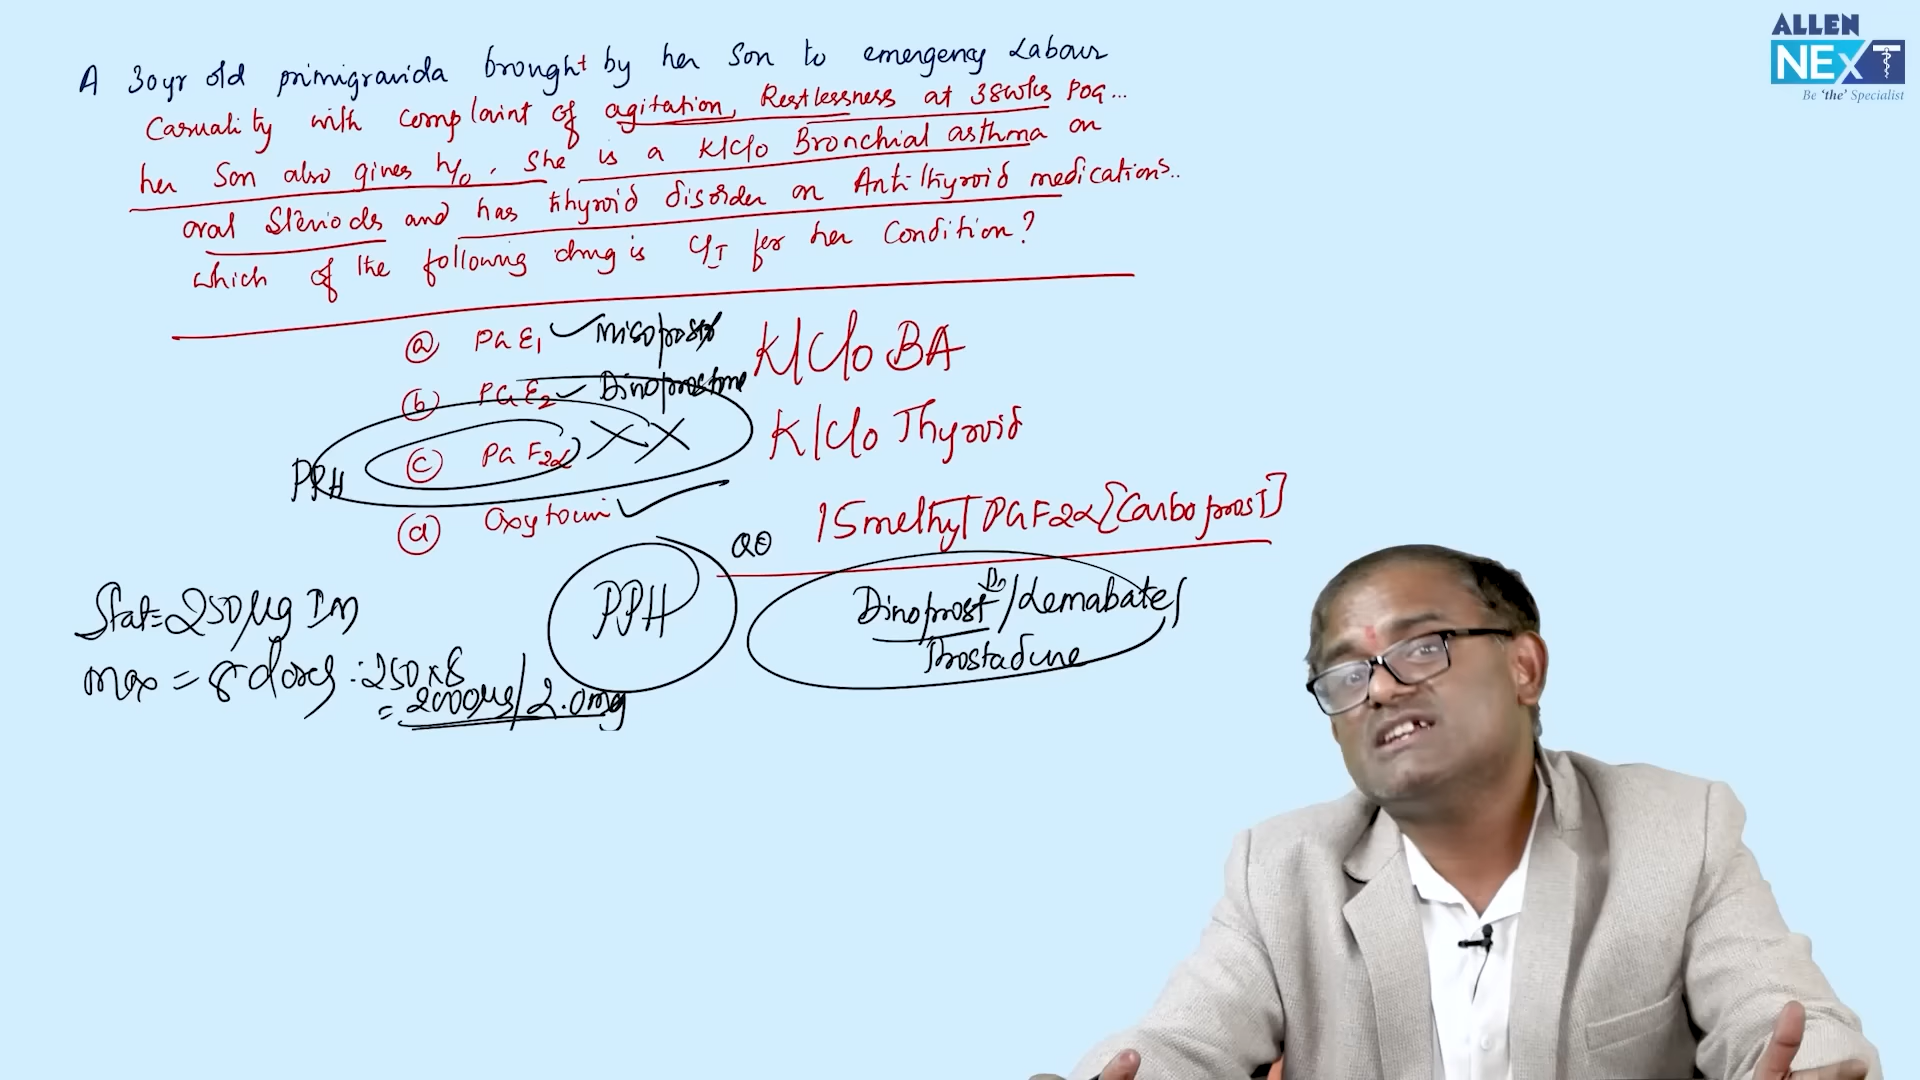 ALLEN
NEXT
Be 'the' Specialist
A 30yr old primigravida brought by her Son to emergency Labour
Casuality with complaint of agitation, Restlessness at 38wks POG...
her Son also gives h/o. She is a K/C/O Bronchial asthma on
oral Steriods and has thyroid disorder on Anti thyroid medications..
which of the following drug is C/I for her Condition?
(a) PGE1 Misoprost
(b) PGE2 Dinoprostone
(c) PGF2α XX
(d) Oxytocin
PPH
K/C/O BA
K/C/O Thyroid
15methyl PGF2α [Carboprost]
PPH
Dinoprost / Hemabate /
Prostadine
Stat = 250µg IM
max = 8 doses : 250x8
= 2000µg / 2.0mg